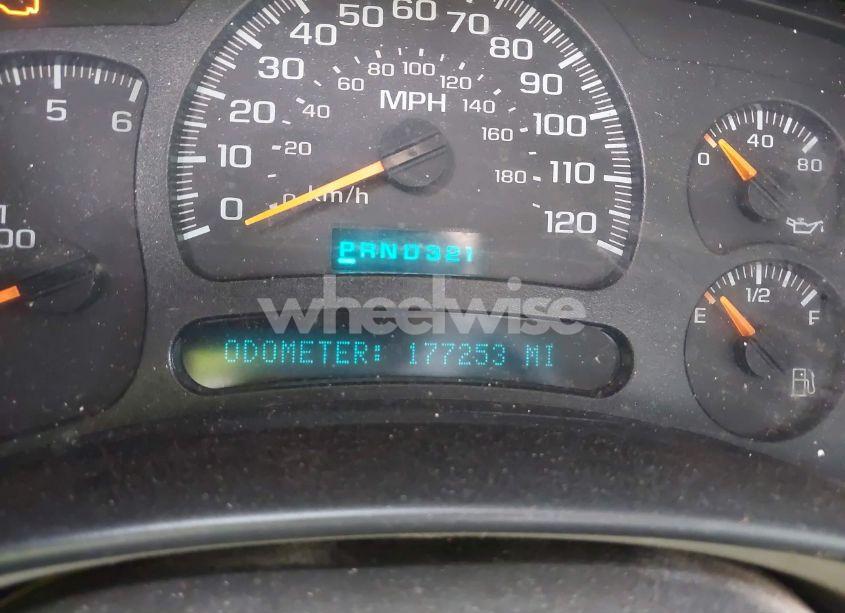 50 60 70
40 80
30 90
60 80 100 120
20 40 MPH 140 100
10 20 160 110
0 km/h 180 120
PRND321
5 6
00
0 40 80
wheelwise
E 1/2 F
ODOMETER: 177253 MI